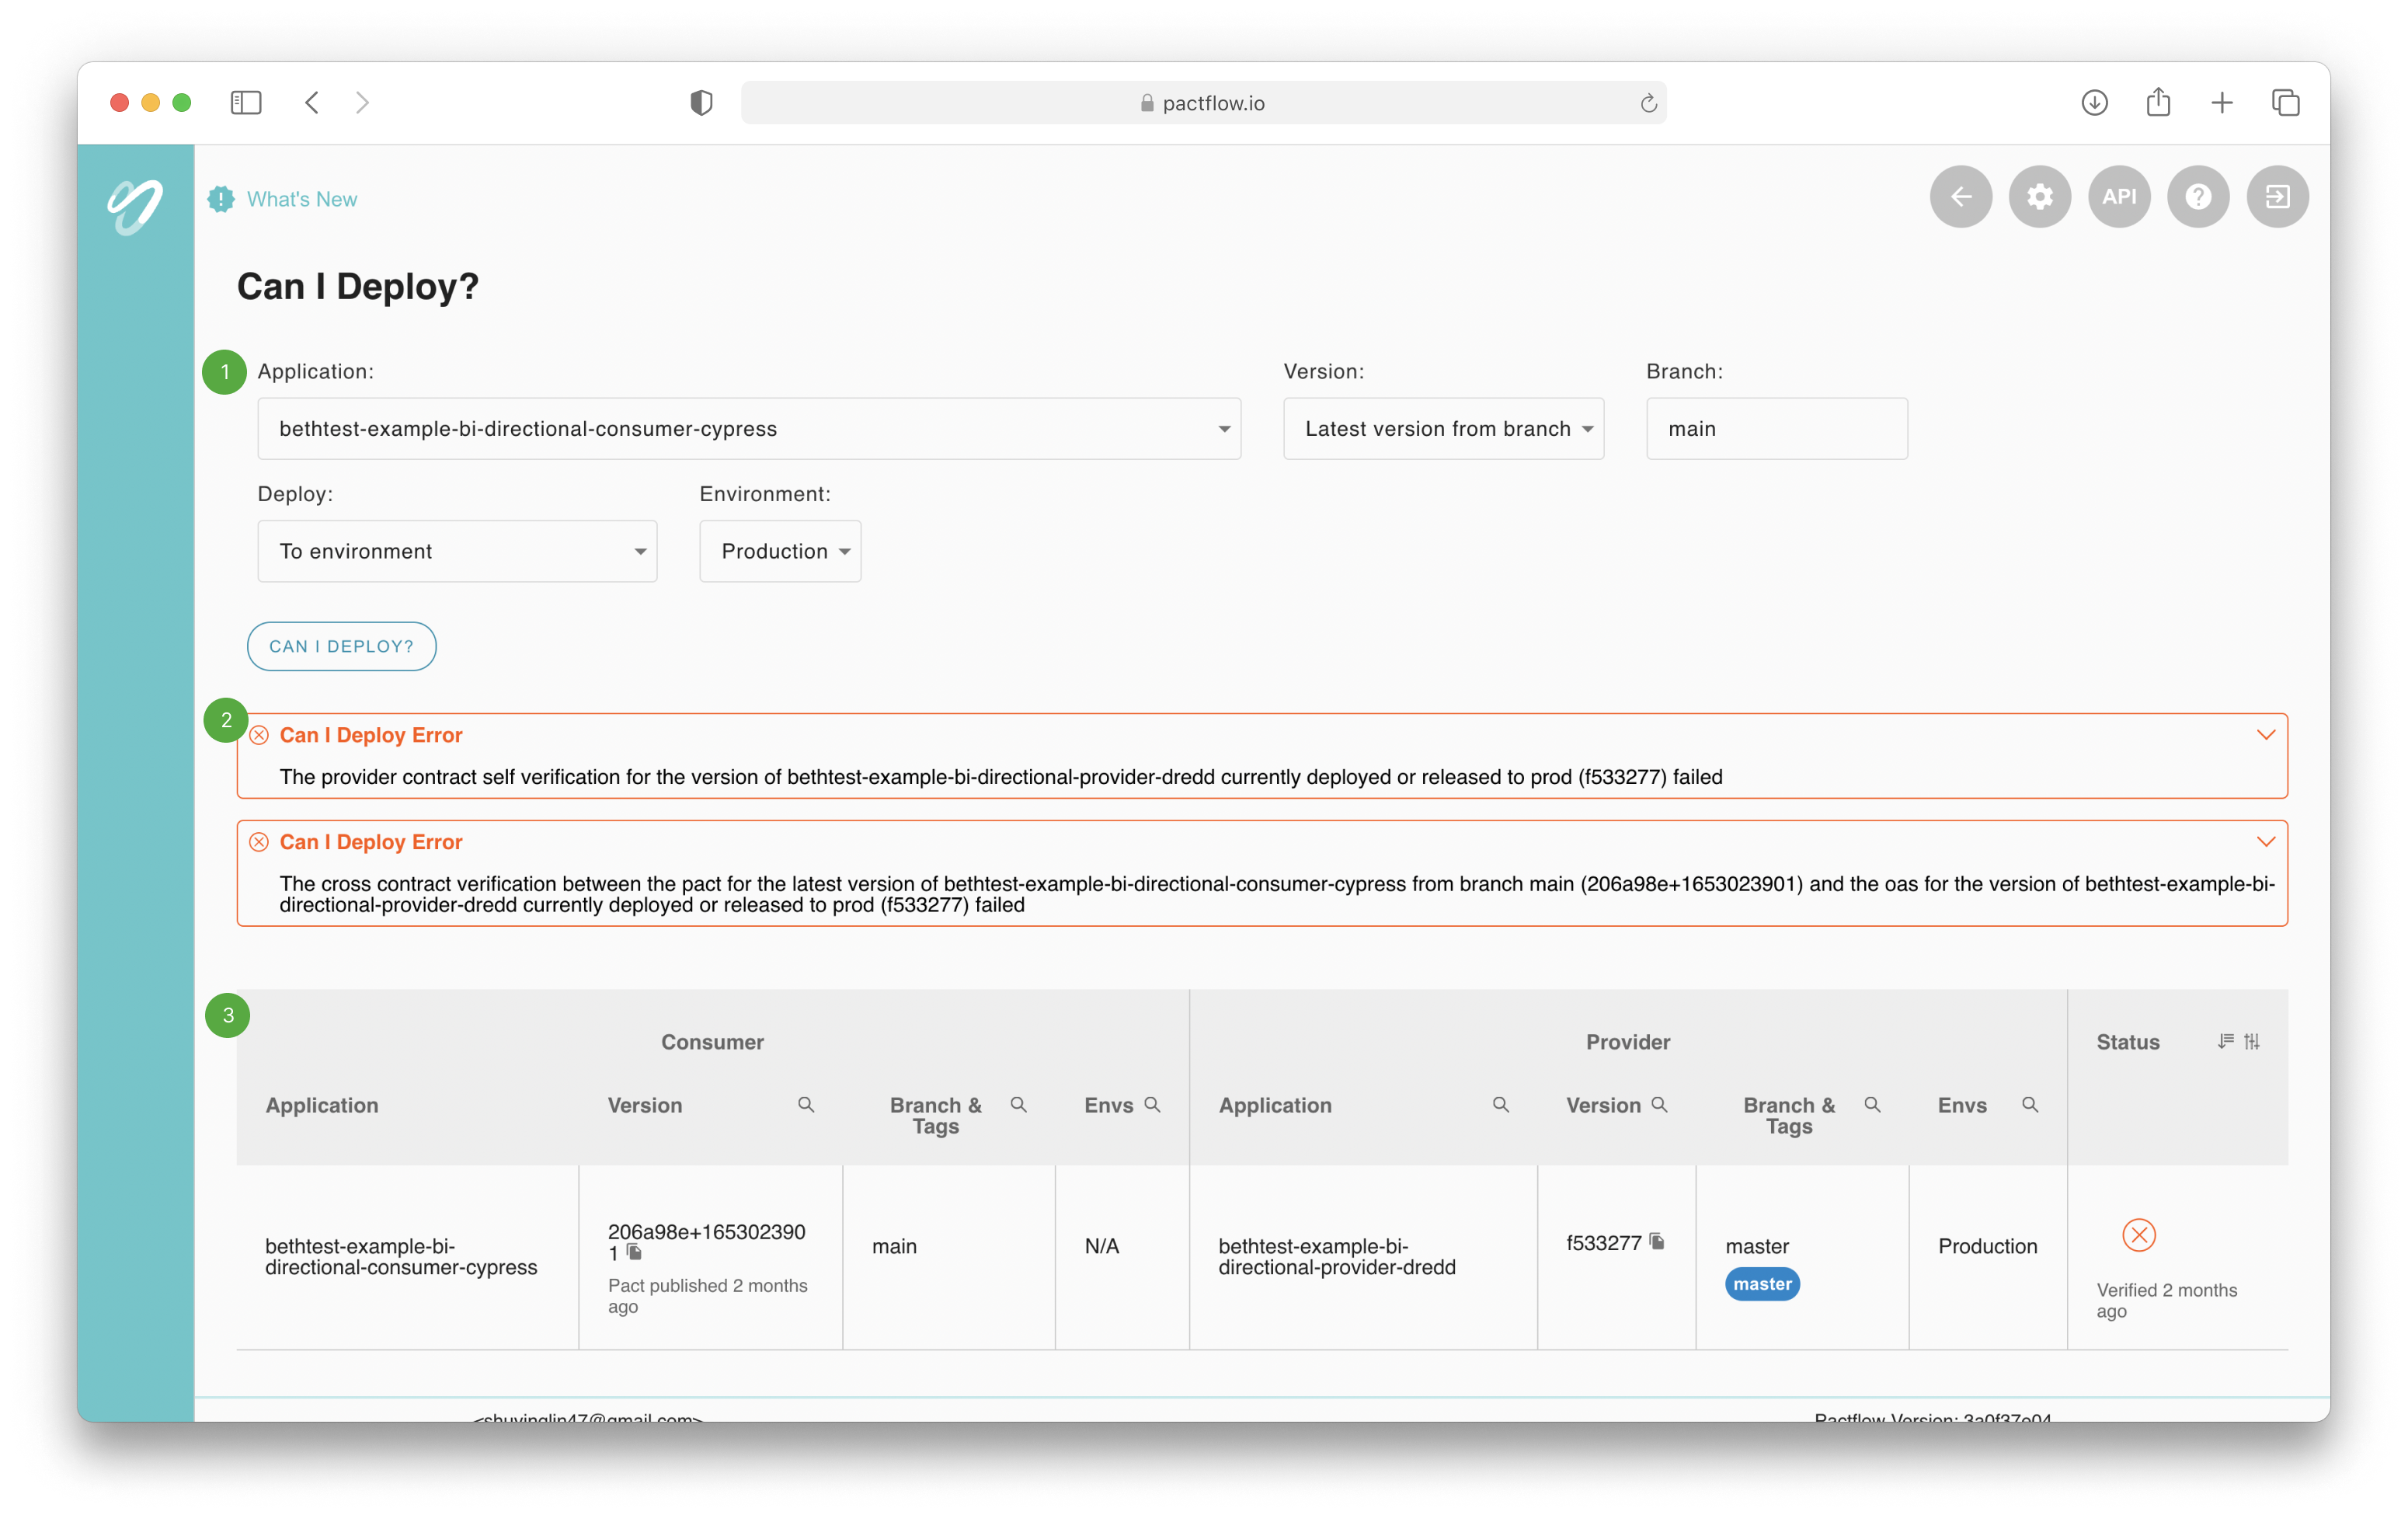 pactflow.io
What's New
API
Can I Deploy?
1
Application:
Version:
Branch:
bethtest-example-bi-directional-consumer-cypress
Latest version from branch
main
Deploy:
Environment:
To environment
Production
CAN I DEPLOY?
2
Can I Deploy Error
The provider contract self verification for the version of bethtest-example-bi-directional-provider-dredd currently deployed or released to prod (f533277) failed
Can I Deploy Error
The cross contract verification between the pact for the latest version of bethtest-example-bi-directional-consumer-cypress from branch main (206a98e+1653023901) and the oas for the version of bethtest-example-bi-
directional-provider-dredd currently deployed or released to prod (f533277) failed
3
Consumer
Provider
Status
Application
Version
Branch &
Tags
Envs
Application
Version
Branch &
Tags
Envs
bethtest-example-bi-
directional-consumer-cypress
206a98e+165302390
1
Pact published 2 months
ago
main
N/A
bethtest-example-bi-
directional-provider-dredd
f533277
master
master
Production
Verified 2 months
ago
<shuyinglin47@gmail.com>
Pactflow Version: 3a0f37e04